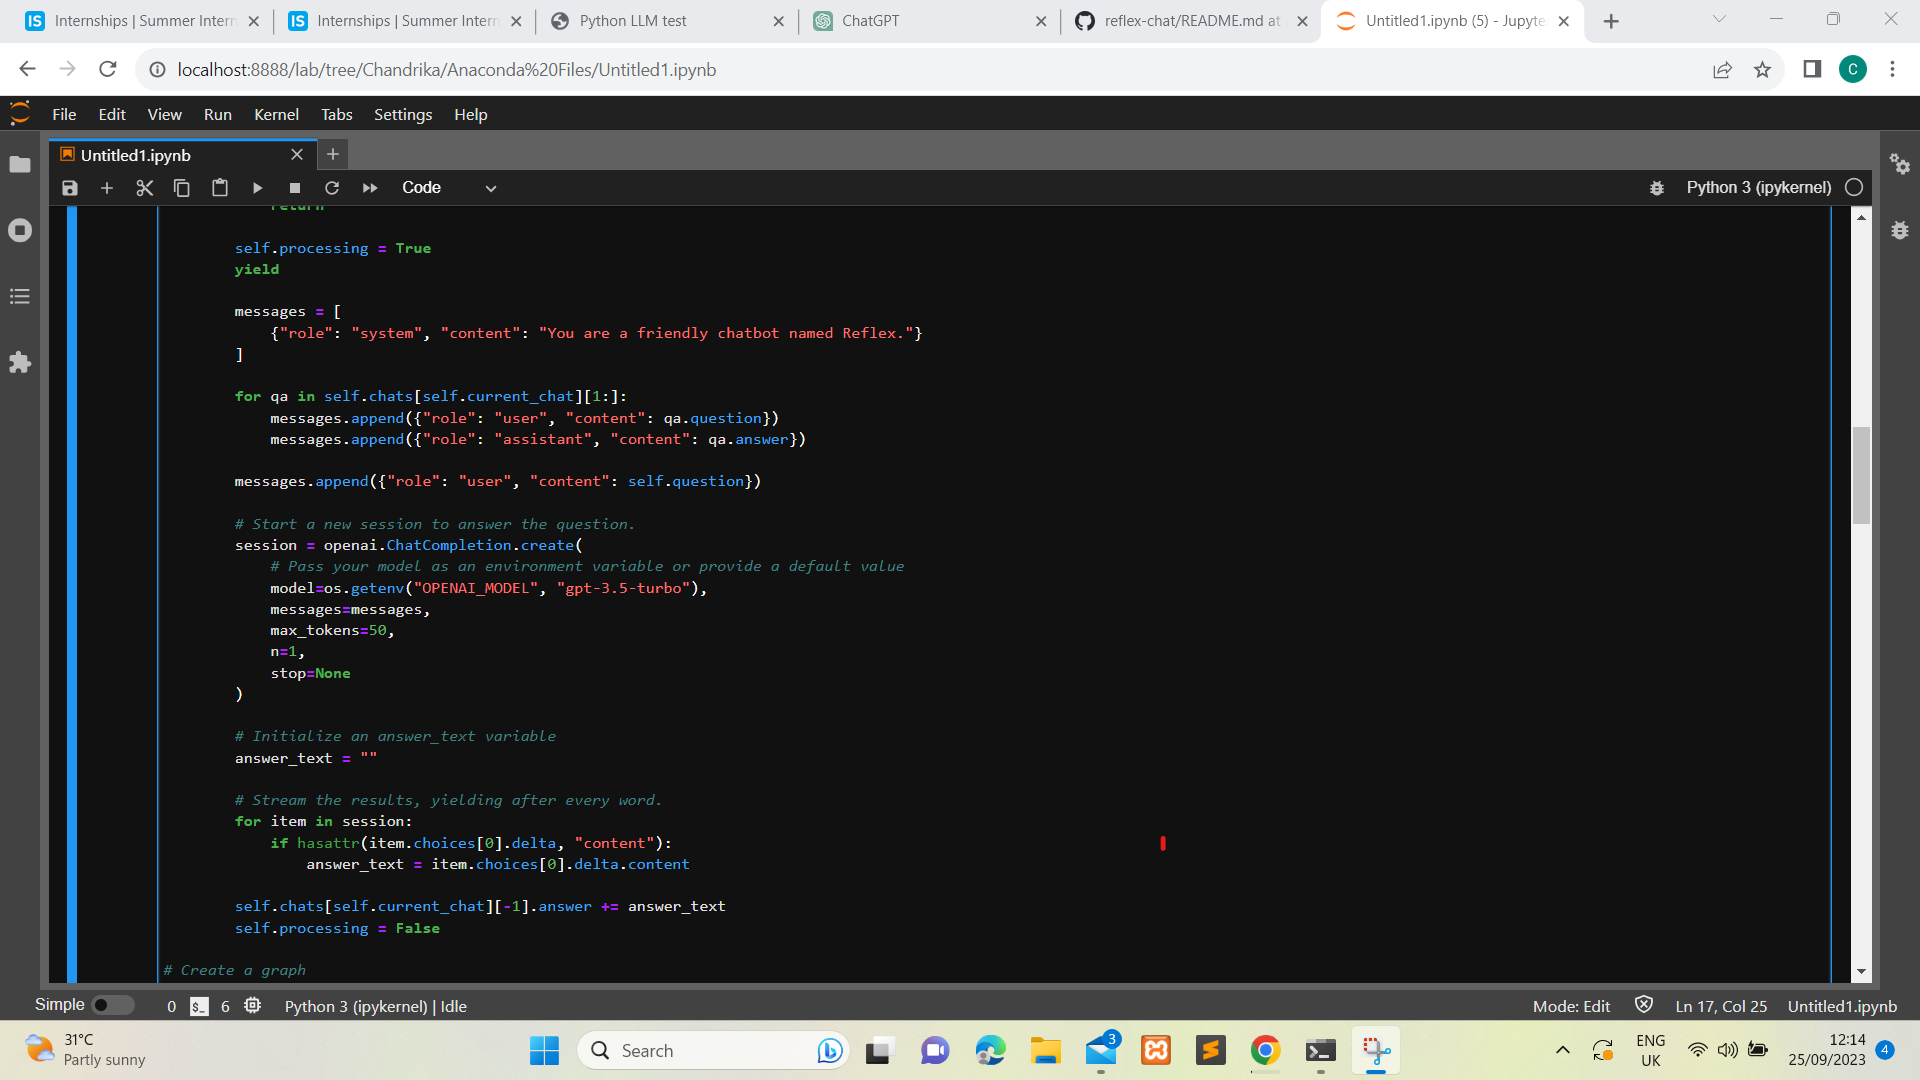 Internships | Summer Intern
Internships | Summer Intern
Python LLM test
ChatGPT
reflex-chat/README.md at
Untitled1.ipynb (5) - Jupyte
localhost:8888/lab/tree/Chandrika/Anaconda%20Files/Untitled1.ipynb
C
File Edit View Run Kernel Tabs Settings Help
Untitled1.ipynb
Code
Python 3 (ipykernel)
return
self.processing = True
yield
messages = [
{"role": "system", "content": "You are a friendly chatbot named Reflex."}
]
for qa in self.chats[self.current_chat][1:]:
messages.append({"role": "user", "content": qa.question})
messages.append({"role": "assistant", "content": qa.answer})
messages.append({"role": "user", "content": self.question})
# Start a new session to answer the question.
session = openai.ChatCompletion.create(
# Pass your model as an environment variable or provide a default value
model=os.getenv("OPENAI_MODEL", "gpt-3.5-turbo"),
messages=messages,
max_tokens=50,
n=1,
stop=None
)
# Initialize an answer_text variable
answer_text = ""
# Stream the results, yielding after every word.
for item in session:
if hasattr(item.choices[0].delta, "content"):
answer_text = item.choices[0].delta.content
self.chats[self.current_chat][-1].answer += answer_text
self.processing = False
# Create a graph
Simple 0 $_ 6 Python 3 (ipykernel) | Idle
Mode: Edit Ln 17, Col 25 Untitled1.ipynb
31°C
Partly sunny
Search
3
ENG
UK
12:14
25/09/2023
4